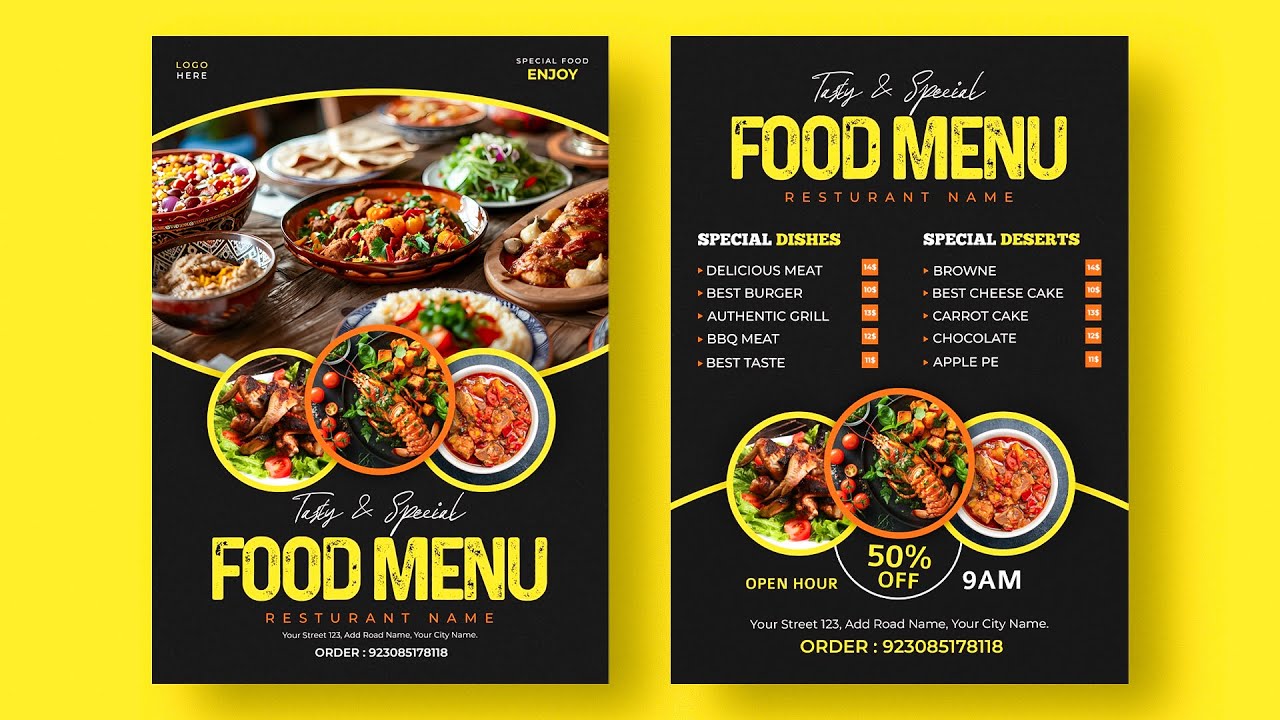 LOGO
HERE
SPECIAL FOOD
ENJOY
Tasty & Special
FOOD MENU
RESTURANT NAME
Your Street 123, Add Road Name, Your City Name.
ORDER : 923085178118
Tasty & Special
FOOD MENU
RESTURANT NAME
SPECIAL DISHES
DELICIOUS MEAT 14$
BEST BURGER 10$
AUTHENTIC GRILL 13$
BBQ MEAT 12$
BEST TASTE 11$
SPECIAL DESERTS
BROWNE 14$
BEST CHEESE CAKE 10$
CARROT CAKE 13$
CHOCOLATE 12$
APPLE PE 11$
50%
OFF
OPEN HOUR 9AM
Your Street 123, Add Road Name, Your City Name.
ORDER : 923085178118